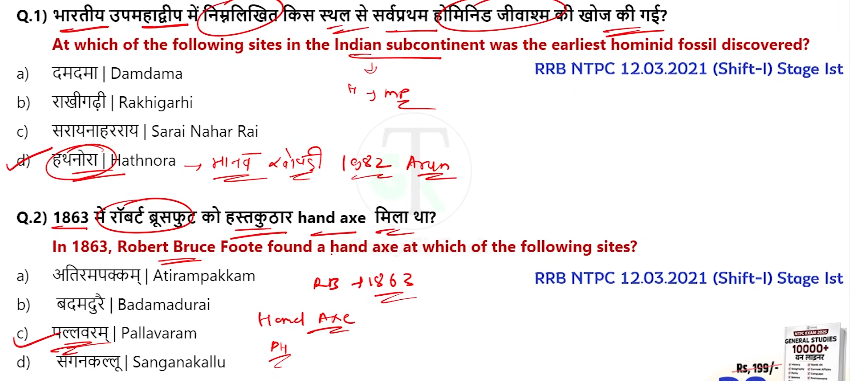 Q.1) भारतीय उपमहाद्वीप में निम्नलिखित किस स्थल से सर्वप्रथम होमिनिड जीवाश्म की खोज की गई?
At which of the following sites in the Indian subcontinent was the earliest hominid fossil discovered?
a) दमदमा | Damdama
RRB NTPC 12.03.2021 (Shift-I) Stage Ist
H → MP
b) राखीगढ़ी | Rakhigarhi
c) सरायनाहरराय | Sarai Nahar Rai
d) हथनोरा | Hathnora → मानव खोपड़ी 1982 Arun
Q.2) 1863 में रॉबर्ट ब्रूसफुट को हस्तकुठार hand axe मिला था?
In 1863, Robert Bruce Foote found a hand axe at which of the following sites?
a) अतिरमपक्कम | Atirampakkam
RB → 1863
RRB NTPC 12.03.2021 (Shift-I) Stage Ist
b) बदमदुरै | Badamadurai
Hand Axe
c) पल्लवरम् | Pallavaram
d) संगनकल्लू | Sanganakallu
GENERAL STUDIES
10000+
वन लाइनर
Rs, 199/-